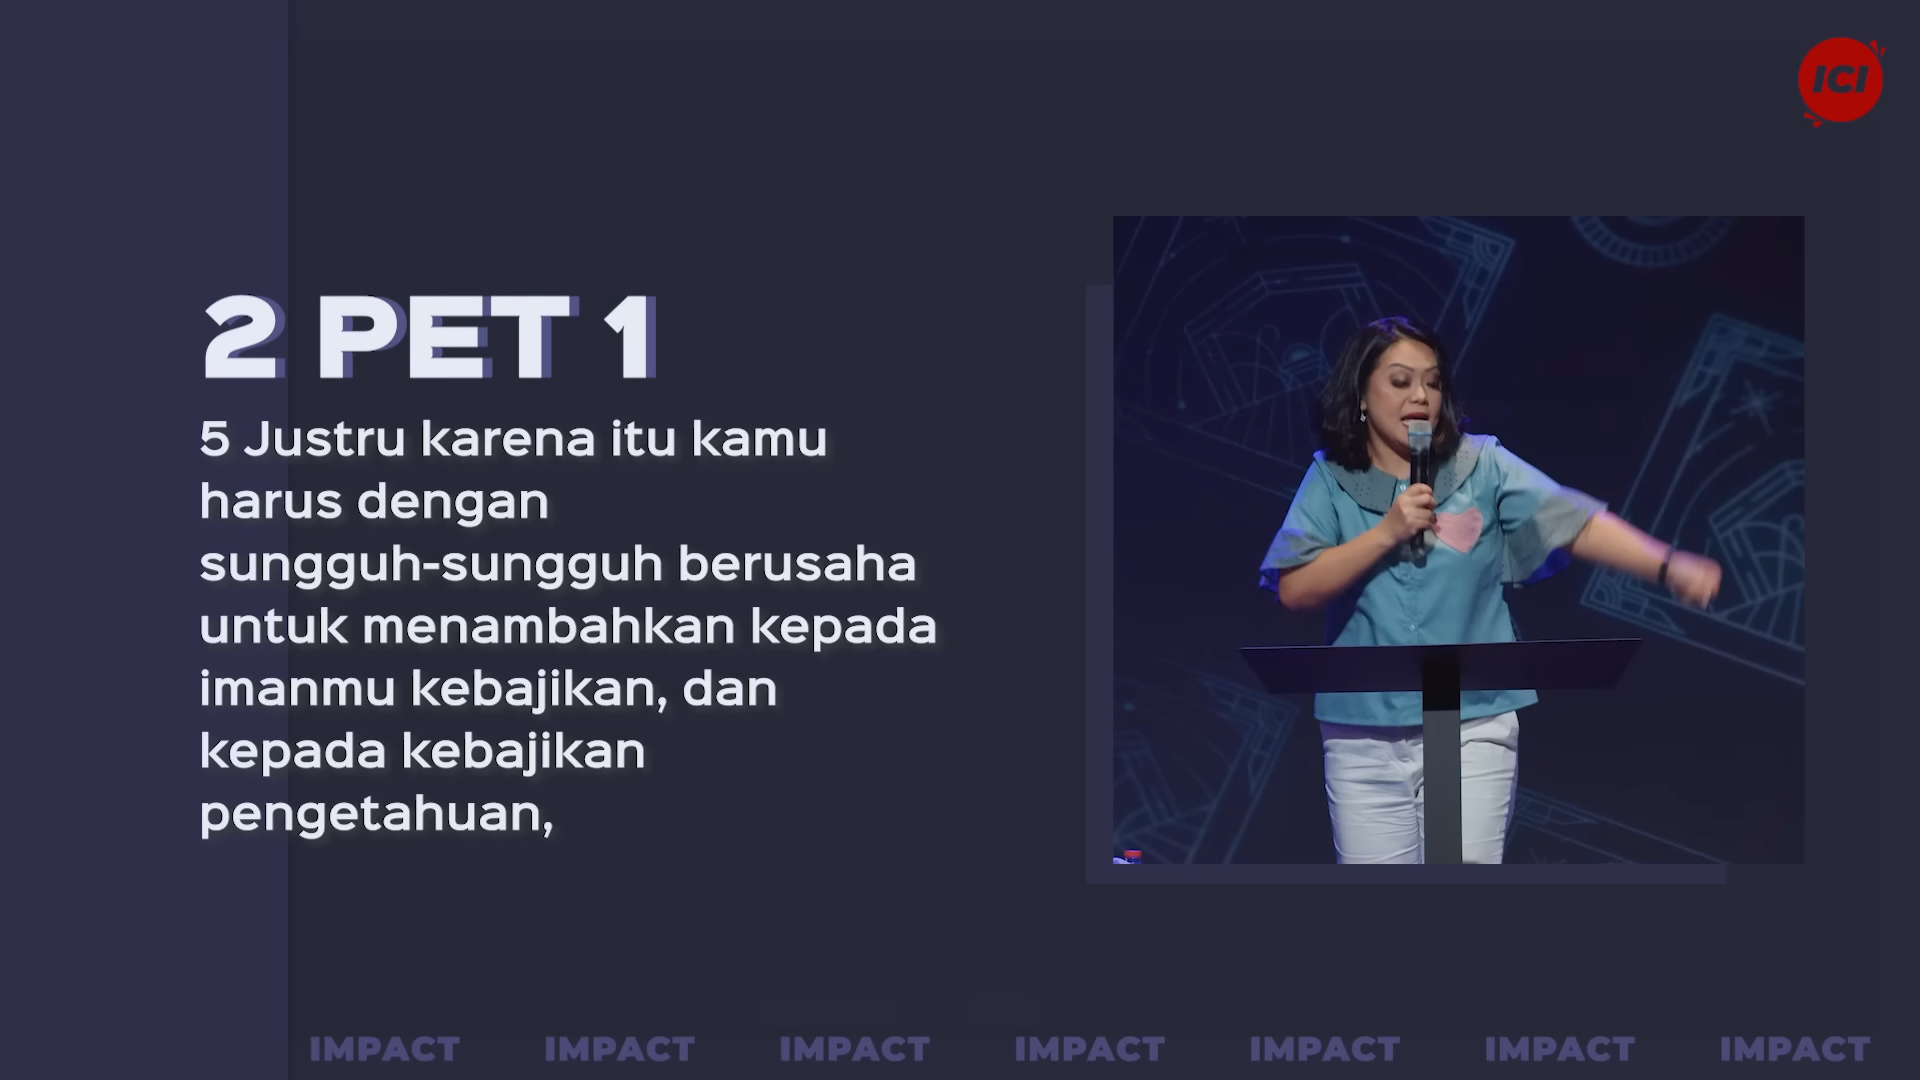 ICI
2 PET 1
5 Justru karena itu kamu
harus dengan
sungguh-sungguh berusaha
untuk menambahkan kepada
imanmu kebajikan, dan
kepada kebajikan
pengetahuan,
IMPACT IMPACT IMPACT IMPACT IMPACT IMPACT IMPACT